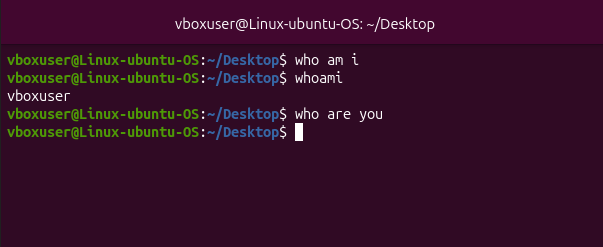 vboxuser@Linux-ubuntu-OS: ~/Desktop
vboxuser@Linux-ubuntu-OS:~/Desktop$ who am i
vboxuser@Linux-ubuntu-OS:~/Desktop$ whoami
vboxuser
vboxuser@Linux-ubuntu-OS:~/Desktop$ who are you
vboxuser@Linux-ubuntu-OS:~/Desktop$